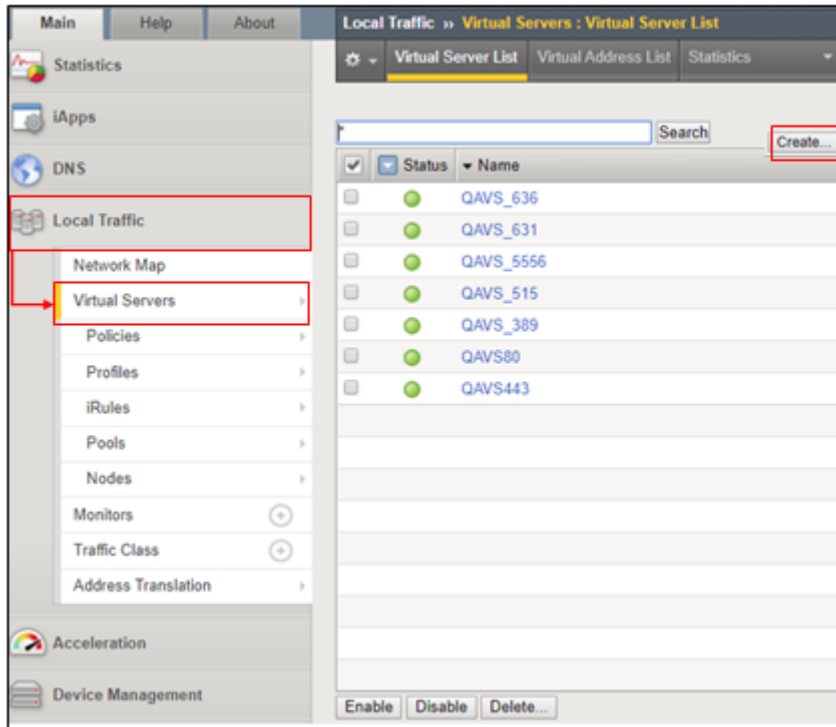 Main Help About
Statistics
iApps
DNS
Local Traffic
Network Map
Virtual Servers
Policies
Profiles
iRules
Pools
Nodes
Monitors
Traffic Class
Address Translation
Acceleration
Device Management
Local Traffic » Virtual Servers : Virtual Server List
Virtual Server List Virtual Address List Statistics
* Search Create...
Status Name
QAVS_636
QAVS_631
QAVS_5556
QAVS_515
QAVS_389
QAVS80
QAVS443
Enable Disable Delete...